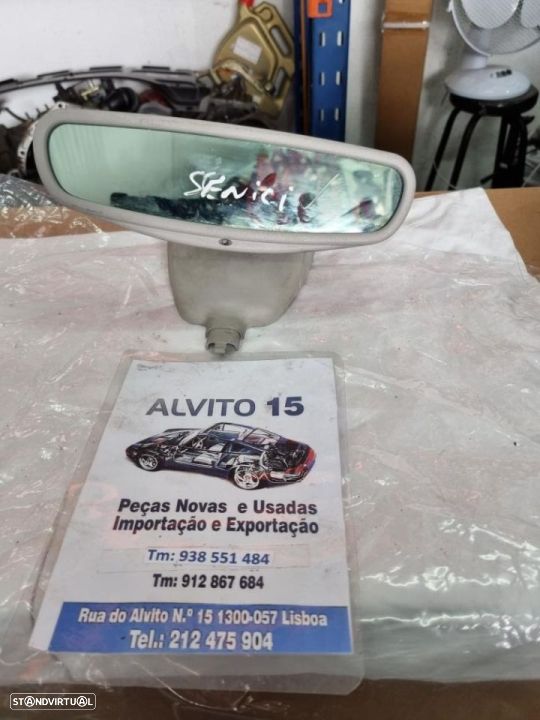 SENICI
ALVITO 15
Peças Novas e Usadas
Importação e Exportação
Tm: 938 551 484
Tm: 912 867 684
Rua do Alvito N.º 15 1300-057 Lisboa
Tel.: 212 475 904
STANDVIRTUAL